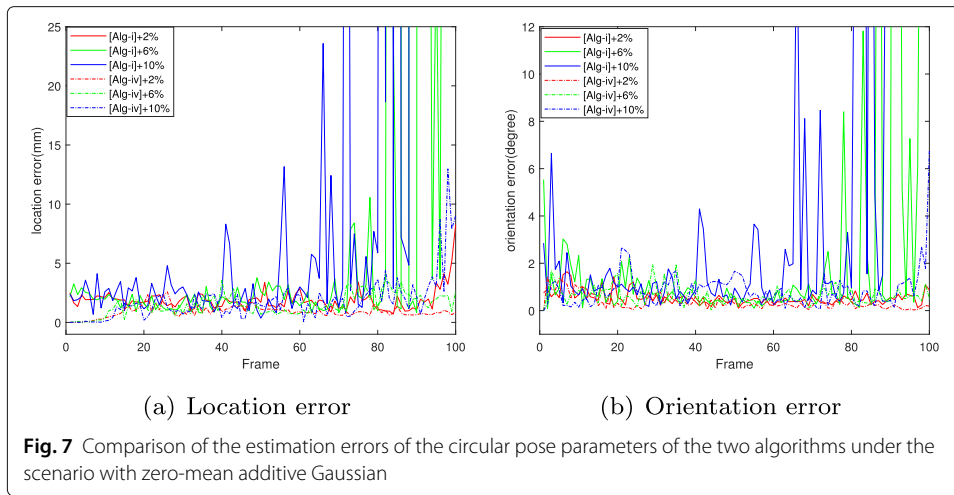 25
20
15
10
5
0
location error(mm)
[Alg-i]+2%
[Alg-i]+6%
[Alg-i]+10%
[Alg-iv]+2%
[Alg-iv]+6%
[Alg-iv]+10%
0 20 40 60 80 100
Frame
(a) Location error
12
10
8
6
4
2
0
orientation error(degree)
[Alg-i]+2%
[Alg-i]+6%
[Alg-i]+10%
[Alg-iv]+2%
[Alg-iv]+6%
[Alg-iv]+10%
0 20 40 60 80 100
Frame
(b) Orientation error
Fig. 7 Comparison of the estimation errors of the circular pose parameters of the two algorithms under the
scenario with zero-mean additive Gaussian